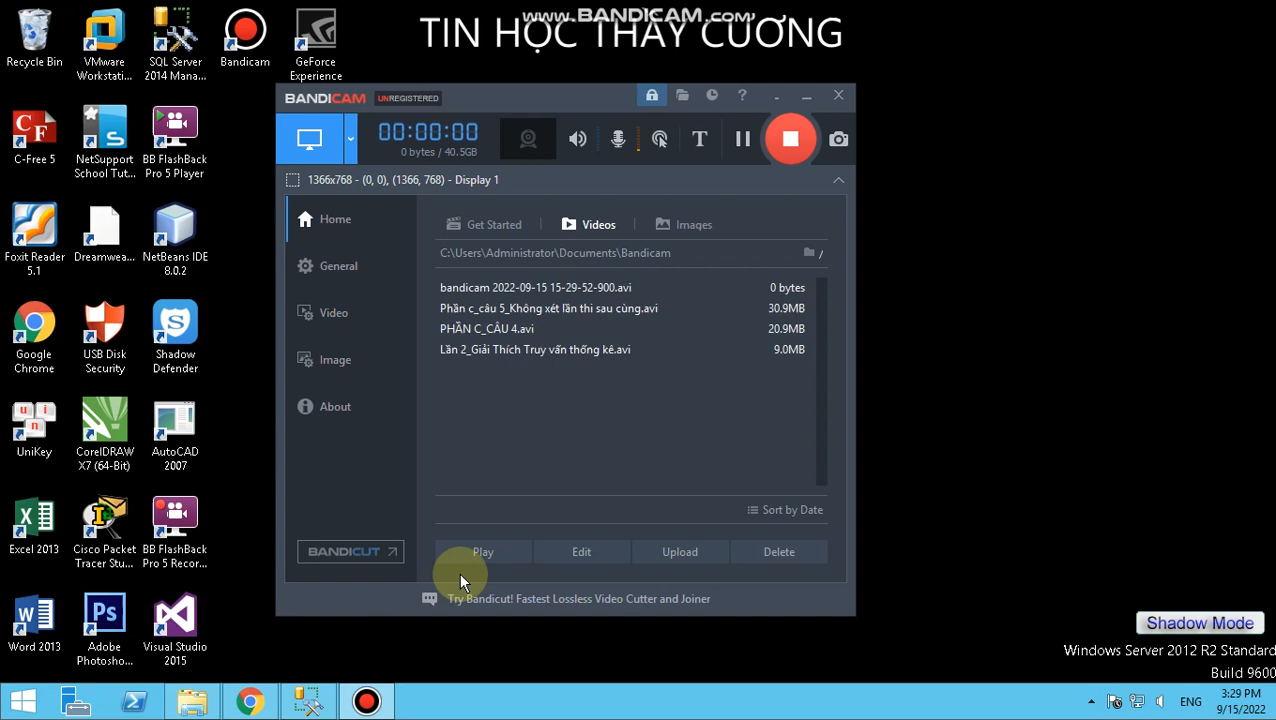 www.BANDICAM.com
TIN HỌC THẦY CƯƠNG
Recycle Bin
VMware Workstati...
SQL Server 2014 Mana...
Bandicam
GeForce Experience
C-Free 5
NetSupport School Tut...
BB FlashBack Pro 5 Player
Foxit Reader 5.1
Dreamwea...
NetBeans IDE 8.0.2
Google Chrome
USB Disk Security
Shadow Defender
UniKey
CorelDRAW X7 (64-Bit)
AutoCAD 2007
Excel 2013
Cisco Packet Tracer Stu...
BB FlashBack Pro 5 Recor...
Word 2013
Adobe Photosho...
Visual Studio 2015
BANDICAM UNREGISTERED
00:00:00
0 bytes / 40.5GB
1366x768 - (0, 0), (1366, 768) - Display 1
Home
General
Video
Image
About
BANDICUT
Get Started
Videos
Images
C:\Users\Administrator\Documents\Bandicam
/
bandicam 2022-09-15 15-29-52-900.avi 0 bytes
Phần c_câu 5_Không xét lần thi sau cùng.avi 30.9MB
PHẦN C_CÂU 4.avi 20.9MB
Lần 2_Giải Thích Truy vấn thống kê.avi 9.0MB
Sort by Date
Play
Edit
Upload
Delete
Try Bandicut! Fastest Lossless Video Cutter and Joiner
Shadow Mode
Windows Server 2012 R2 Standard
Build 9600
ENG
3:29 PM
9/15/2022